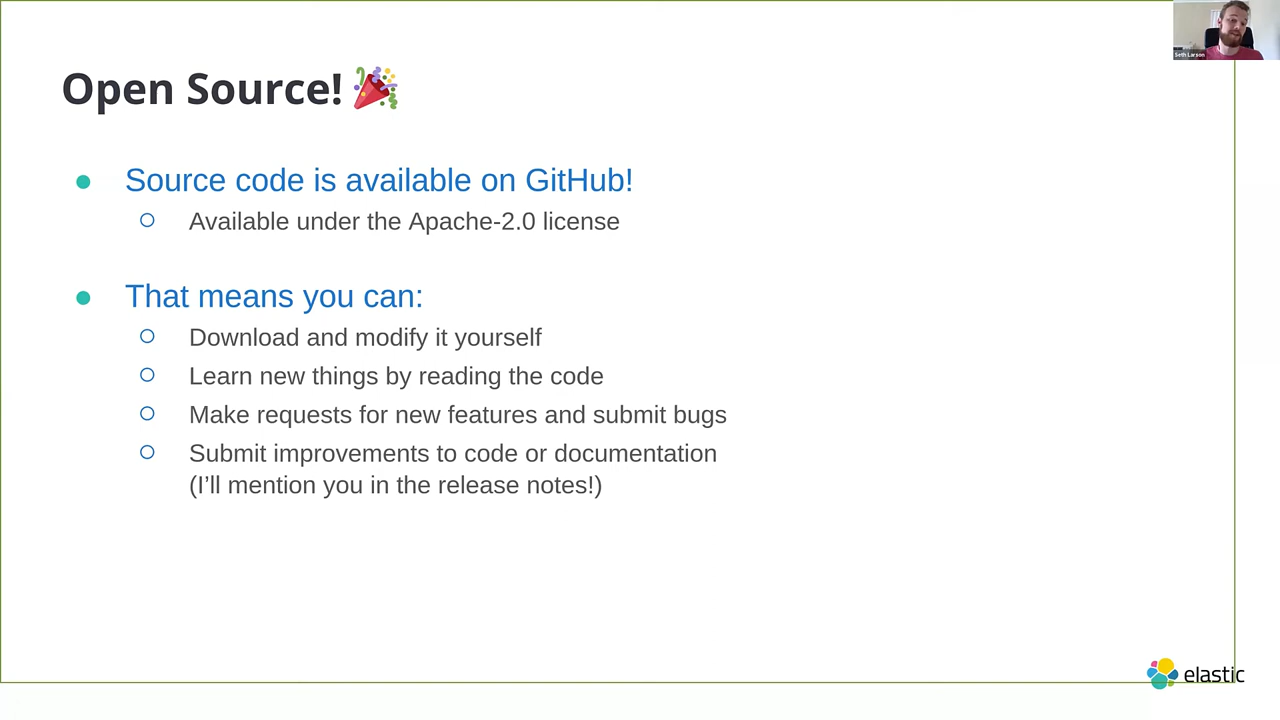 Seth Larson
Open Source!
Source code is available on GitHub!
Available under the Apache-2.0 license
That means you can:
Download and modify it yourself
Learn new things by reading the code
Make requests for new features and submit bugs
Submit improvements to code or documentation
(I’ll mention you in the release notes!)
elastic